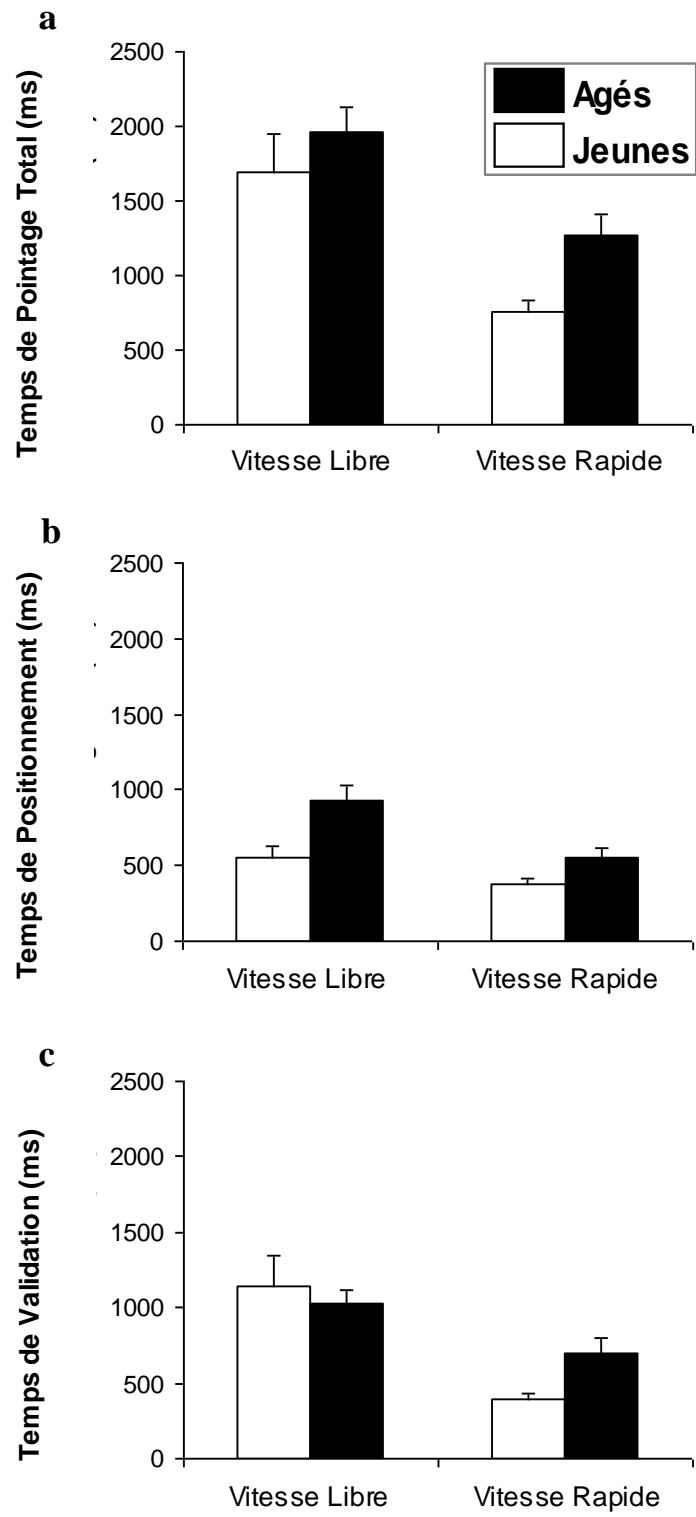 a
Temps de Pointage Total (ms)
2500
2000
1500
1000
500
0
Agés
Jeunes
Vitesse Libre Vitesse Rapide
b
Temps de Positionnement (ms)
2500
2000
1500
1000
500
0
Vitesse Libre Vitesse Rapide
c
Temps de Validation (ms)
2500
2000
1500
1000
500
0
Vitesse Libre Vitesse Rapide